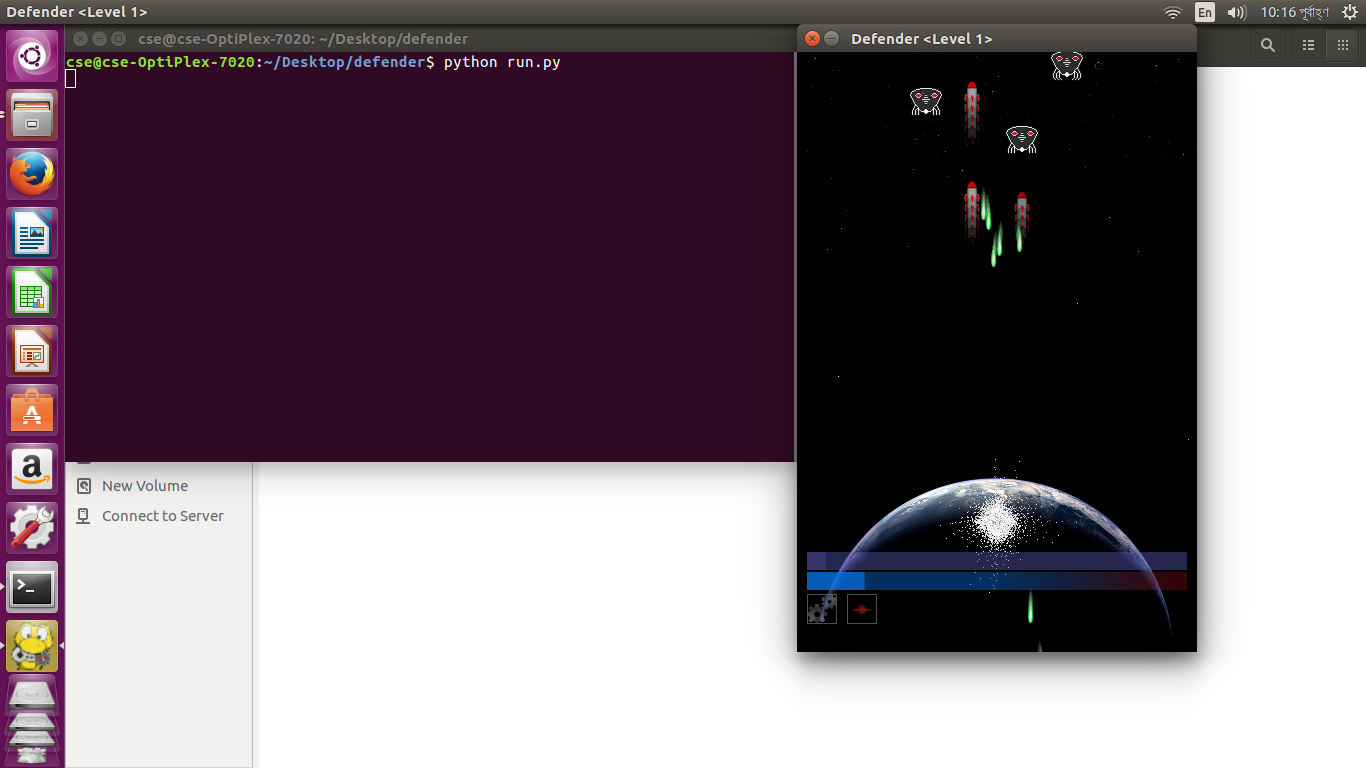 Defender <Level 1>
En
10:16 পূর্বাহ্ণ
cse@cse-OptiPlex-7020: ~/Desktop/defender
Defender <Level 1>
cse@cse-OptiPlex-7020:~/Desktop/defender$ python run.py
New Volume
Connect to Server